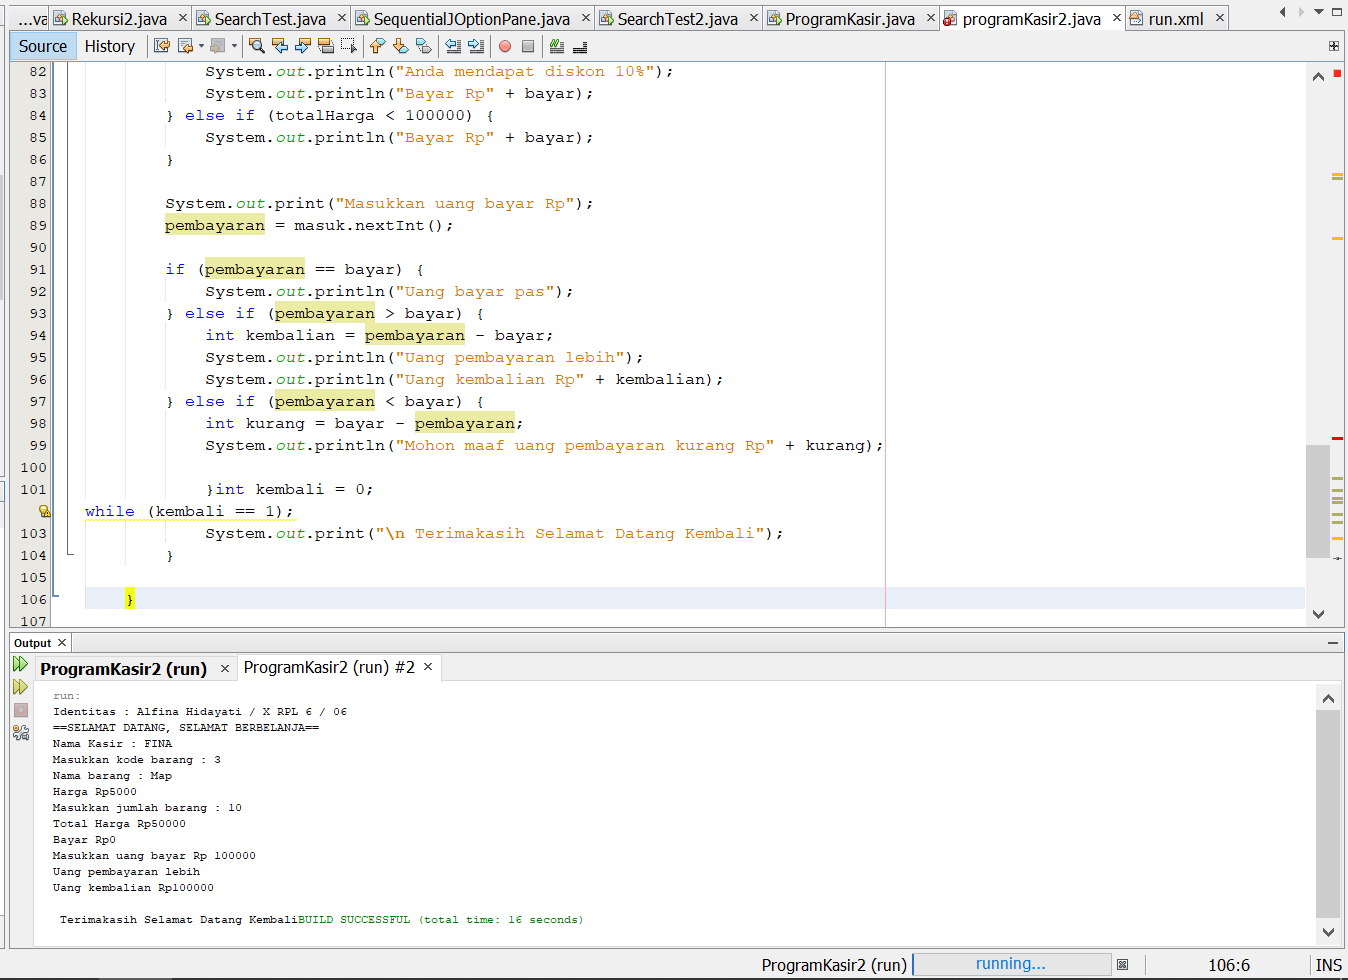 ...va Rekursi2.java × SearchTest.java × SequentialJOptionPane.java × SearchTest2.java × ProgramKasir.java × programKasir2.java × run.xml ×
Source History
82 System.out.println("Anda mendapat diskon 10%");
83 System.out.println("Bayar Rp" + bayar);
84 } else if (totalHarga < 100000) {
85 System.out.println("Bayar Rp" + bayar);
86 }
87
88 System.out.print("Masukkan uang bayar Rp");
89 pembayaran = masuk.nextInt();
90
91 if (pembayaran == bayar) {
92 System.out.println("Uang bayar pas");
93 } else if (pembayaran > bayar) {
94 int kembalian = pembayaran - bayar;
95 System.out.println("Uang pembayaran lebih");
96 System.out.println("Uang kembalian Rp" + kembalian);
97 } else if (pembayaran < bayar) {
98 int kurang = bayar - pembayaran;
99 System.out.println("Mohon maaf uang pembayaran kurang Rp" + kurang);
100
101 }int kembali = 0;
while (kembali == 1);
103 System.out.print("\n Terimakasih Selamat Datang Kembali");
104 }
105
106 }
107
Output ×
ProgramKasir2 (run) × ProgramKasir2 (run) #2 ×
run:
Identitas : Alfina Hidayati / X RPL 6 / 06
==SELAMAT DATANG, SELAMAT BERBELANJA==
Nama Kasir : FINA
Masukkan kode barang : 3
Nama barang : Map
Harga Rp5000
Masukkan jumlah barang : 10
Total Harga Rp50000
Bayar Rp0
Masukkan uang bayar Rp 100000
Uang pembayaran lebih
Uang kembalian Rp100000
Terimakasih Selamat Datang KembaliBUILD SUCCESSFUL (total time: 16 seconds)
ProgramKasir2 (run) running... 106:6 INS